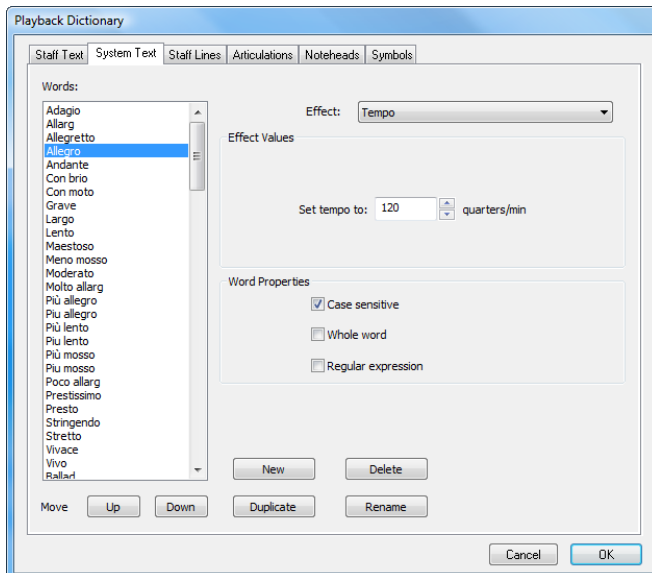 Playback Dictionary
Staff Text System Text Staff Lines Articulations Noteheads Symbols
Words:
Adagio
Allarg
Allegretto
Allegro
Andante
Con brio
Con moto
Grave
Largo
Lento
Maestoso
Meno mosso
Moderato
Molto allarg
Più allegro
Piu allegro
Più lento
Piu lento
Più mosso
Piu mosso
Poco allarg
Prestissimo
Presto
Stringendo
Stretto
Vivace
Vivo
Ballad
Effect: Tempo
Effect Values
Set tempo to: 120 quarters/min
Word Properties
Case sensitive
Whole word
Regular expression
New Delete
Move Up Down Duplicate Rename
Cancel OK